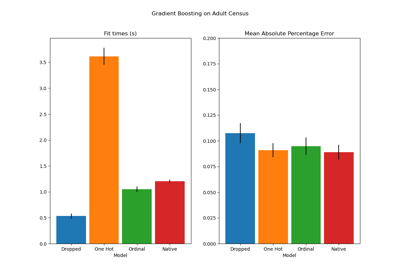 Gradient Boosting on Adult Census
Fit times (s)
3.5
3.0
2.5
2.0
1.5
1.0
0.5
0.0
Dropped One Hot Ordinal Native
Model
Mean Absolute Percentage Error
0.200
0.175
0.150
0.125
0.100
0.075
0.050
0.025
0.000
Dropped One Hot Ordinal Native
Model